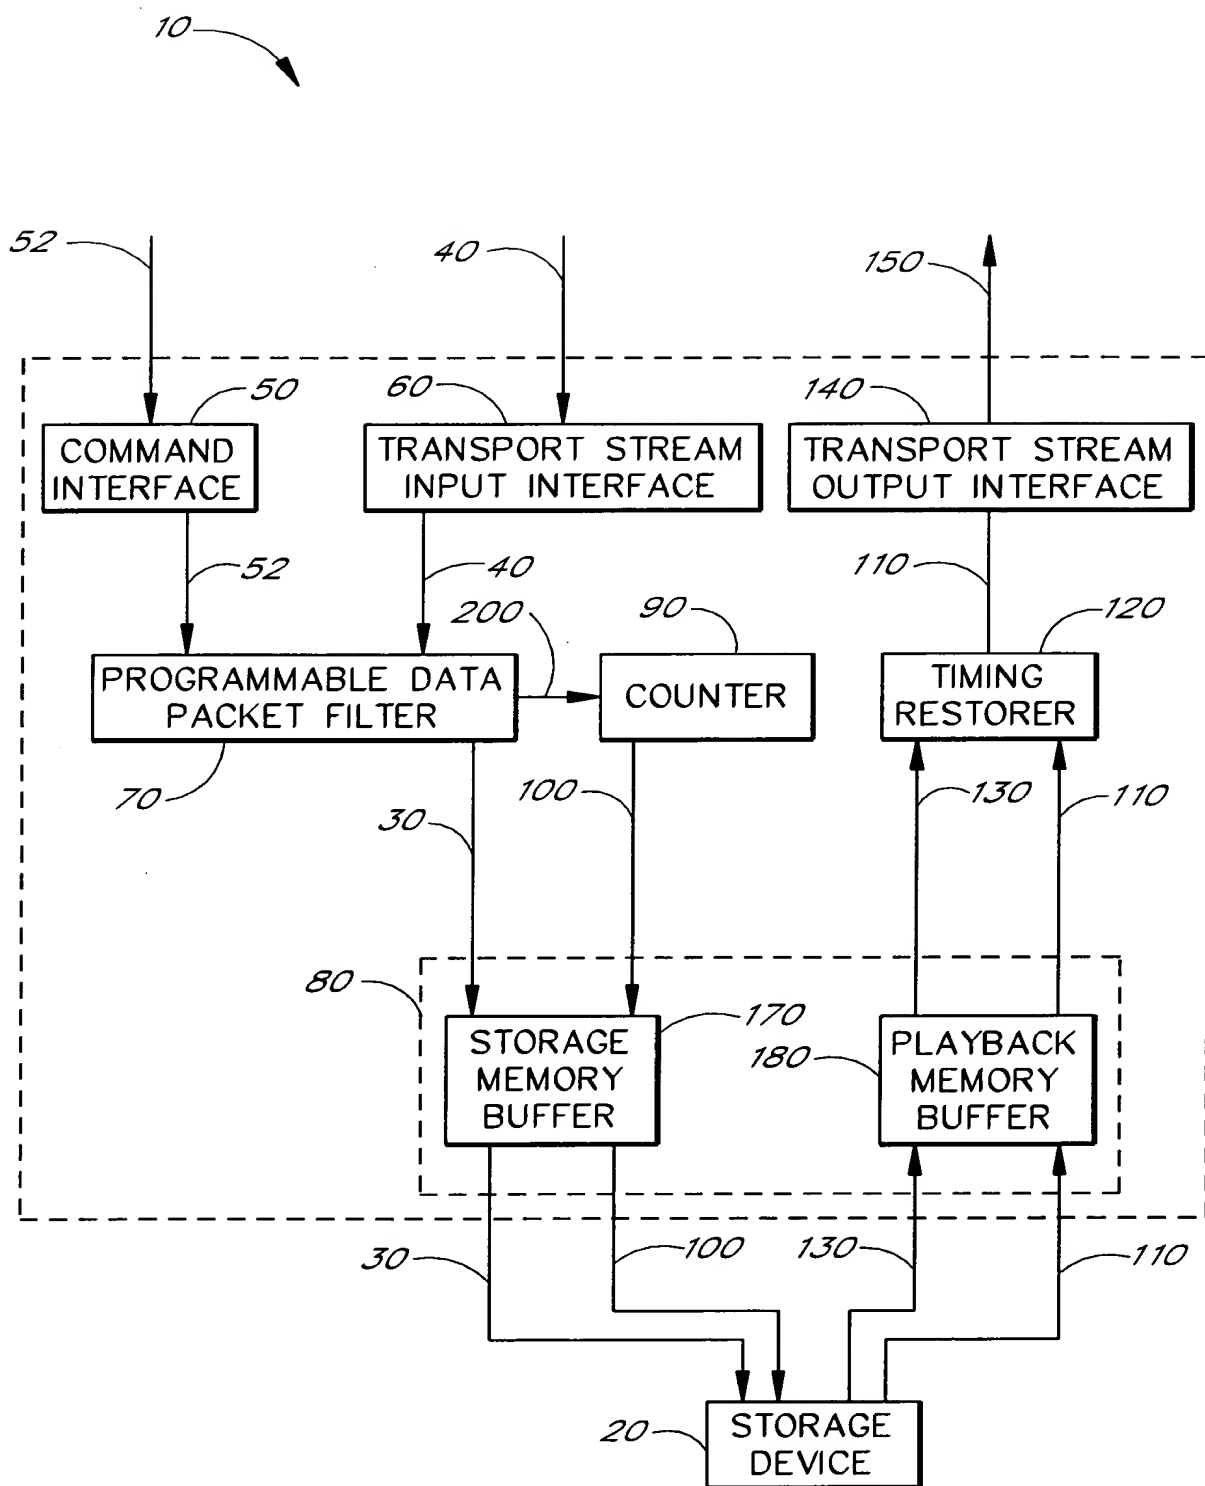 10
52
40
150
50
60
140
COMMAND
INTERFACE
TRANSPORT STREAM
INPUT INTERFACE
TRANSPORT STREAM
OUTPUT INTERFACE
52
40
200
90
110
120
PROGRAMMABLE DATA
PACKET FILTER
COUNTER
TIMING
RESTORER
70
30
100
130
110
80
170
180
STORAGE
MEMORY
BUFFER
PLAYBACK
MEMORY
BUFFER
30
100
130
110
20
STORAGE
DEVICE